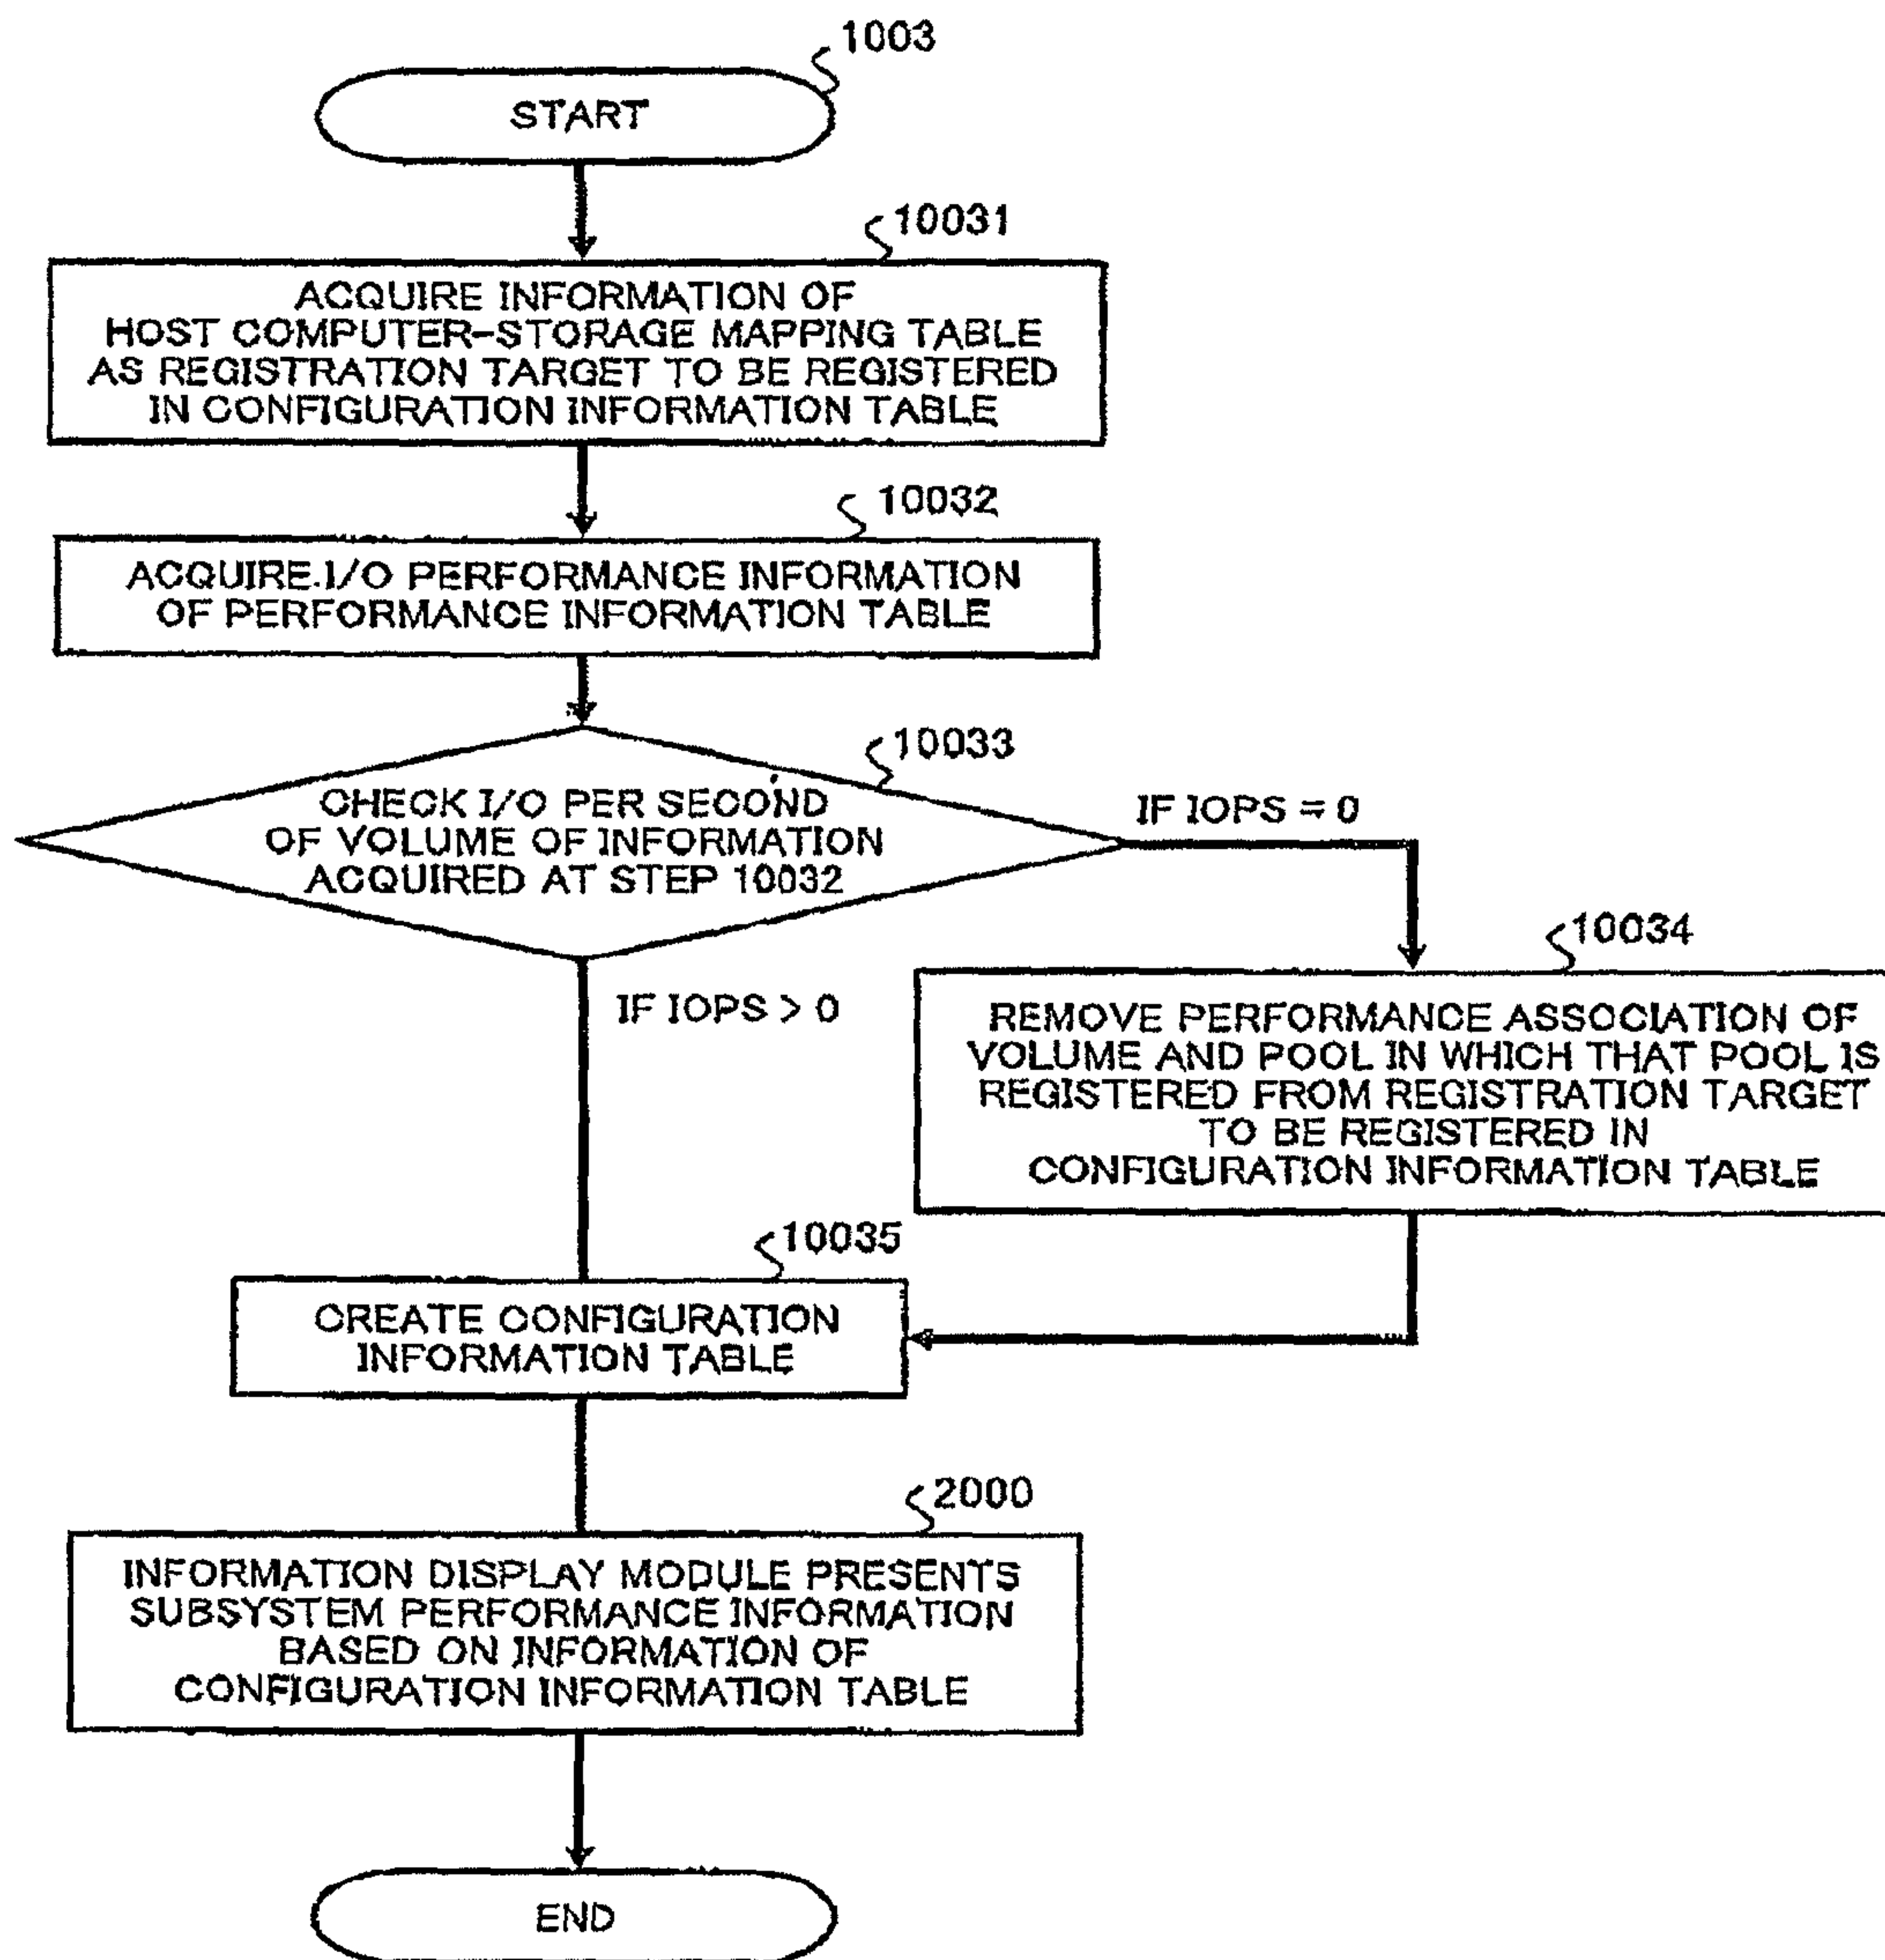 1003
START
10031
ACQUIRE INFORMATION OF
HOST COMPUTER-STORAGE MAPPING TABLE
AS REGISTRATION TARGET TO BE REGISTERED
IN CONFIGURATION INFORMATION TABLE
10032
ACQUIRE I/O PERFORMANCE INFORMATION
OF PERFORMANCE INFORMATION TABLE
10033
CHECK I/O PER SECOND
OF VOLUME OF INFORMATION
ACQUIRED AT STEP 10032
IF IOPS = 0
IF IOPS > 0
10034
REMOVE PERFORMANCE ASSOCIATION OF
VOLUME AND POOL IN WHICH THAT POOL IS
REGISTERED FROM REGISTRATION TARGET
TO BE REGISTERED IN
CONFIGURATION INFORMATION TABLE
10035
CREATE CONFIGURATION
INFORMATION TABLE
2000
INFORMATION DISPLAY MODULE PRESENTS
SUBSYSTEM PERFORMANCE INFORMATION
BASED ON INFORMATION OF
CONFIGURATION INFORMATION TABLE
END